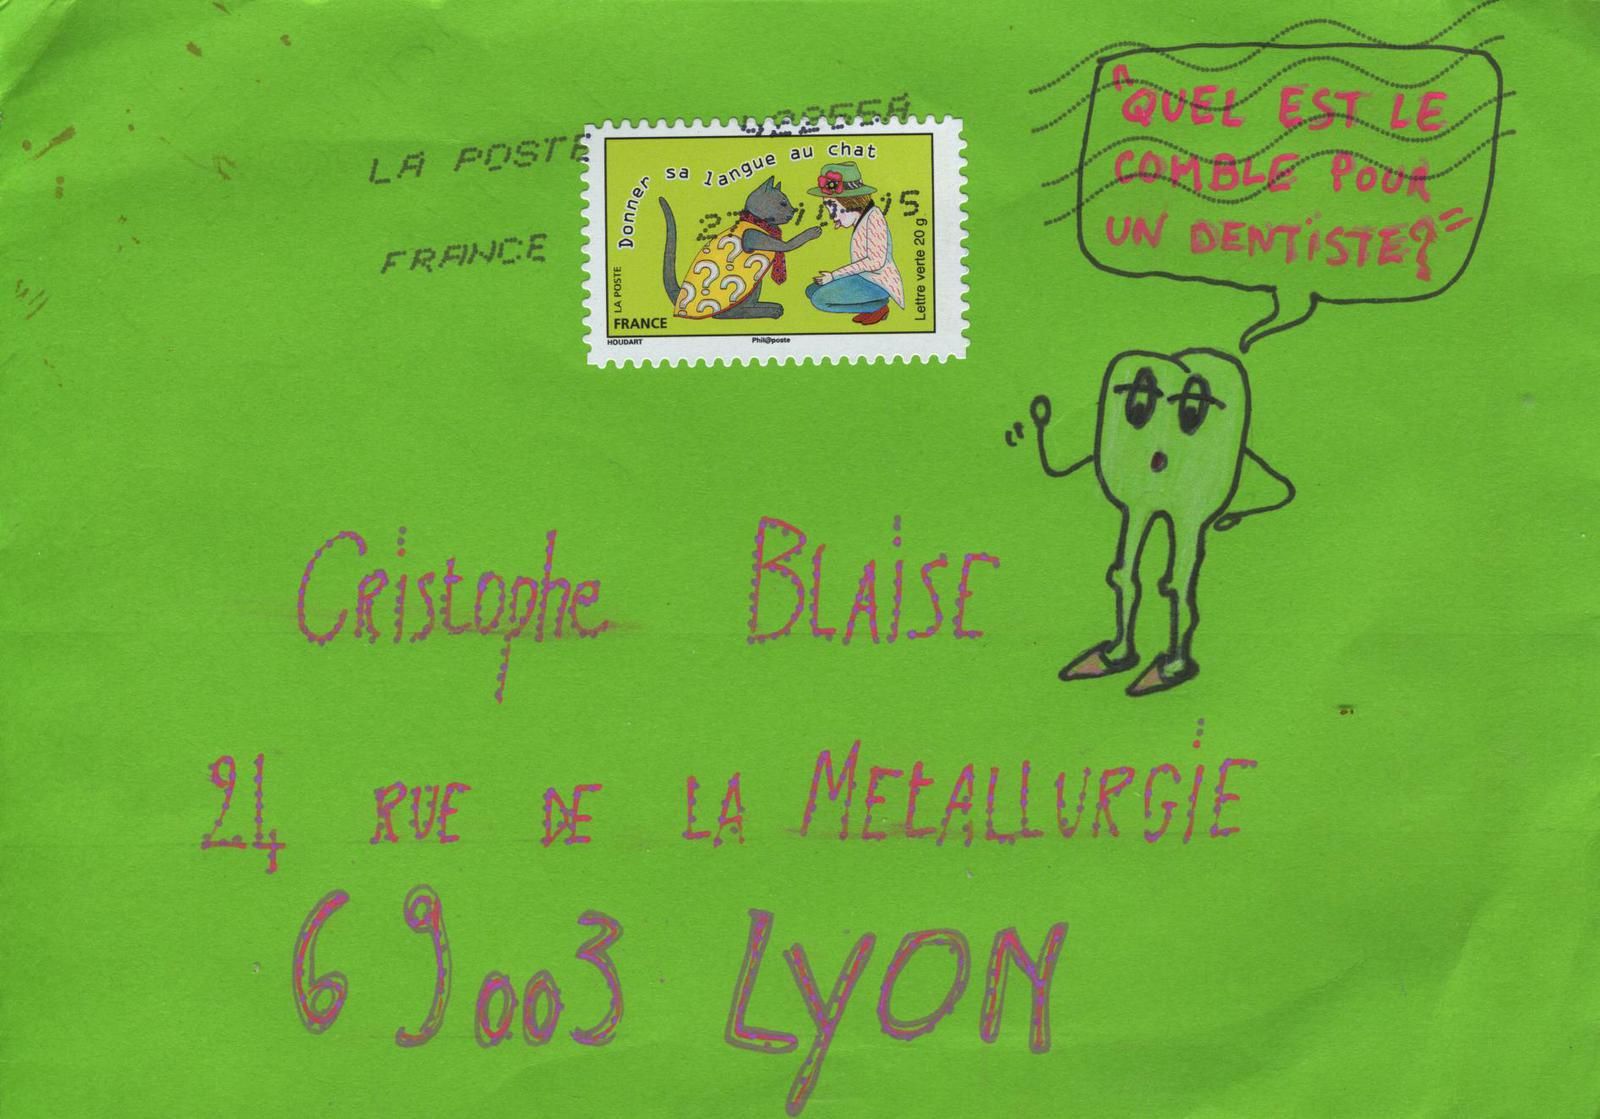 LA POSTE
FRANCE
Donner sa langue au chat
LA POSTE
FRANCE
Lettre verte 20 g
HOUDART
Phil@poste
"QUEL EST LE
COMBLE POUR
UN DENTISTE?"
CRistophe BLAISE
24 RUE DE LA METALLURGIE
69003 LYON